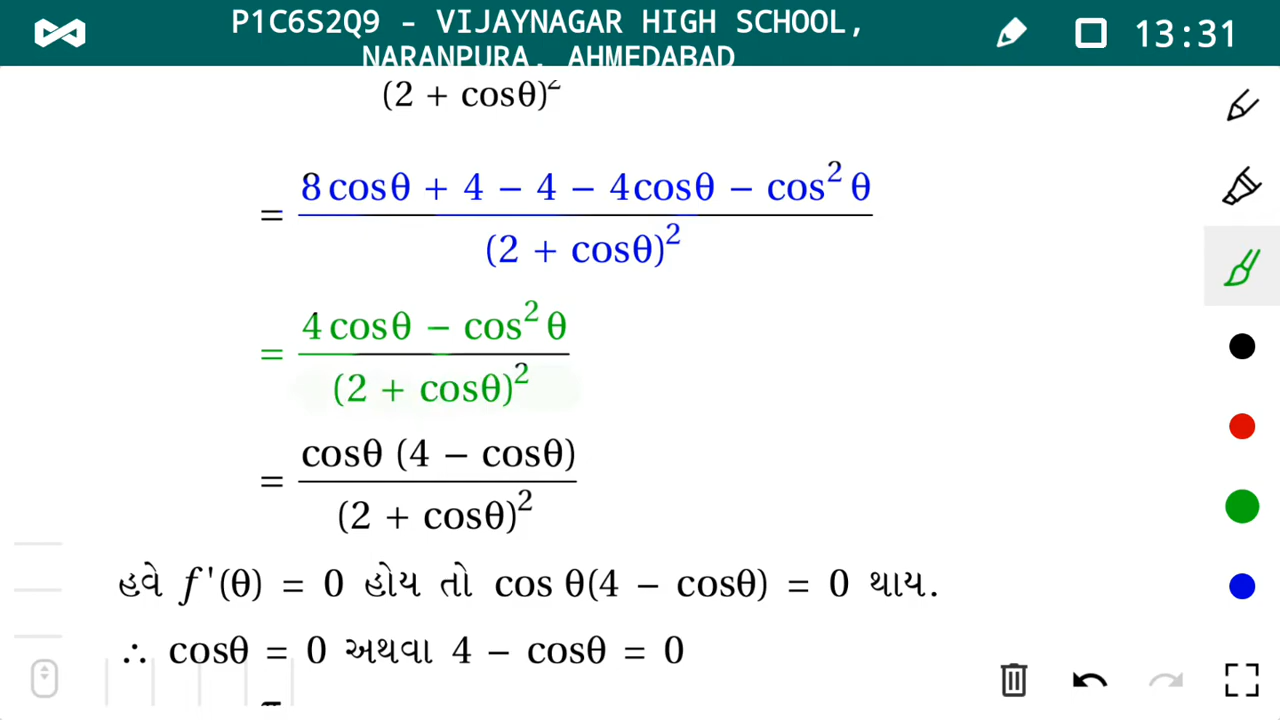 P1C6S2Q9 - VIJAYNAGAR HIGH SCHOOL,
NARANPURA, AHMEDABAD
13:31
(2 + cosθ)²
= (8 cosθ + 4 − 4 − 4cosθ − cos² θ) / (2 + cosθ)²
= (4 cosθ − cos² θ) / (2 + cosθ)²
= cosθ (4 − cosθ) / (2 + cosθ)²
હવે f '(θ) = 0 હોય તો cos θ(4 − cosθ) = 0 થાય.
∴ cosθ = 0 અથવા 4 − cosθ = 0